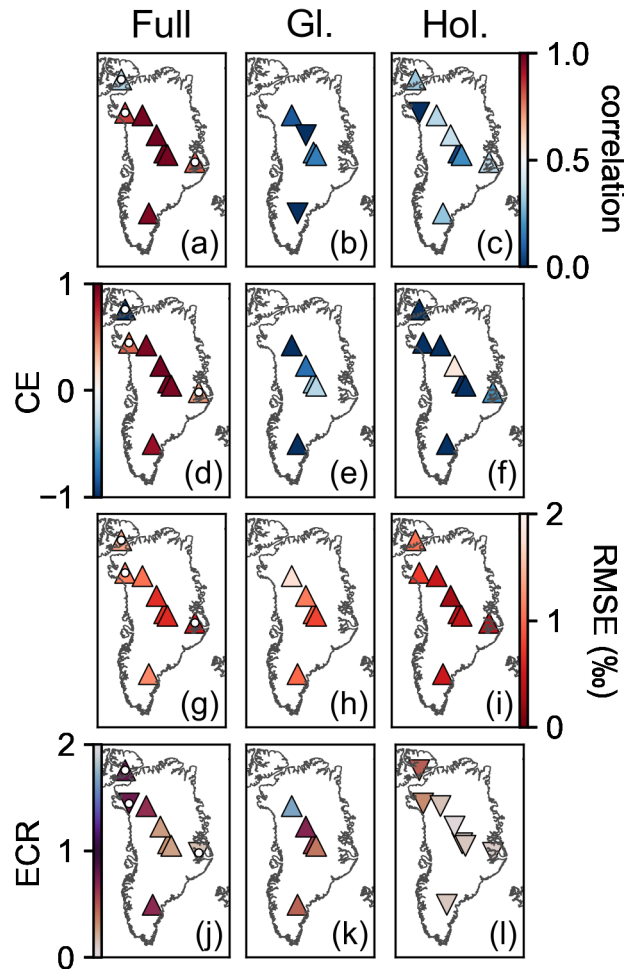 Full Gl. Hol.
(a) (b) (c)
1.0
0.5
0.0
correlation
CE
1
0
−1
(d) (e) (f)
(g) (h) (i)
2
1
0
RMSE (‰)
ECR
2
1
0
(j) (k) (l)